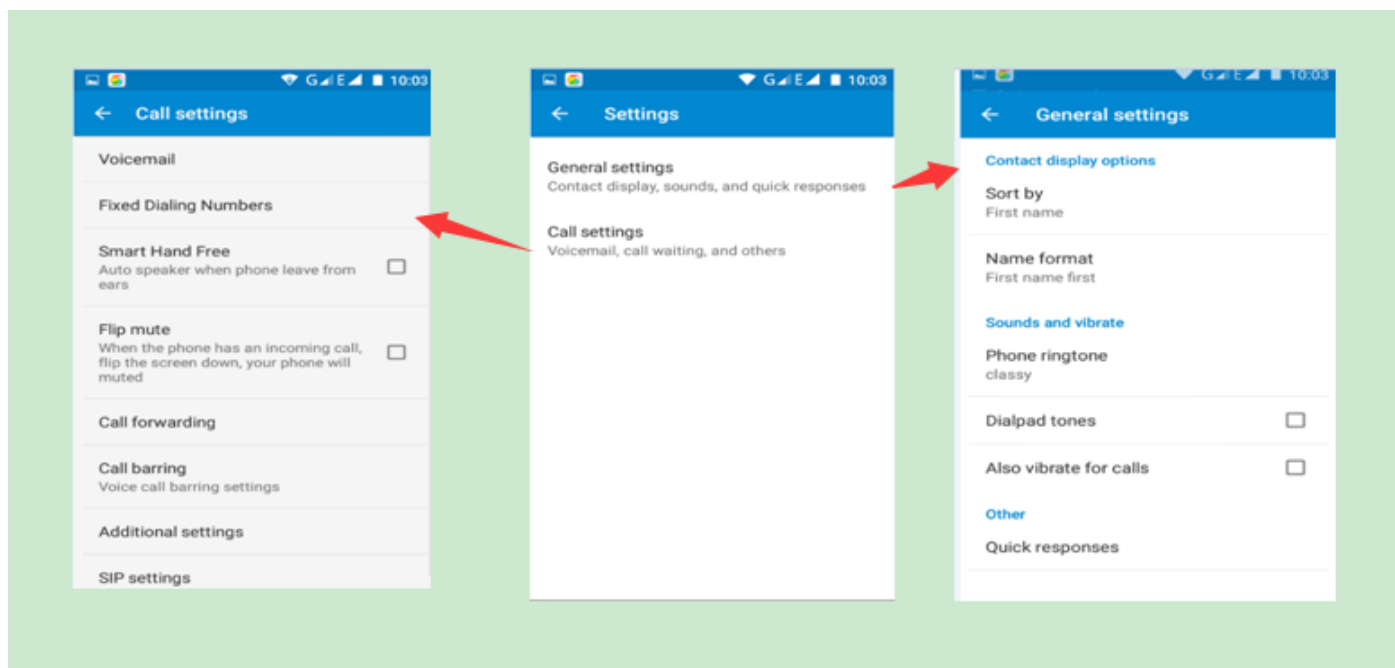 G E 10:03
Call settings
Voicemail
Fixed Dialing Numbers
Smart Hand Free
Auto speaker when phone leave from
ears
Flip mute
When the phone has an incoming call,
flip the screen down, your phone will
muted
Call forwarding
Call barring
Voice call barring settings
Additional settings
SIP settings
G E 10:03
Settings
General settings
Contact display, sounds, and quick responses
Call settings
Voicemail, call waiting, and others
G E 10:03
General settings
Contact display options
Sort by
First name
Name format
First name first
Sounds and vibrate
Phone ringtone
classy
Dialpad tones
Also vibrate for calls
Other
Quick responses